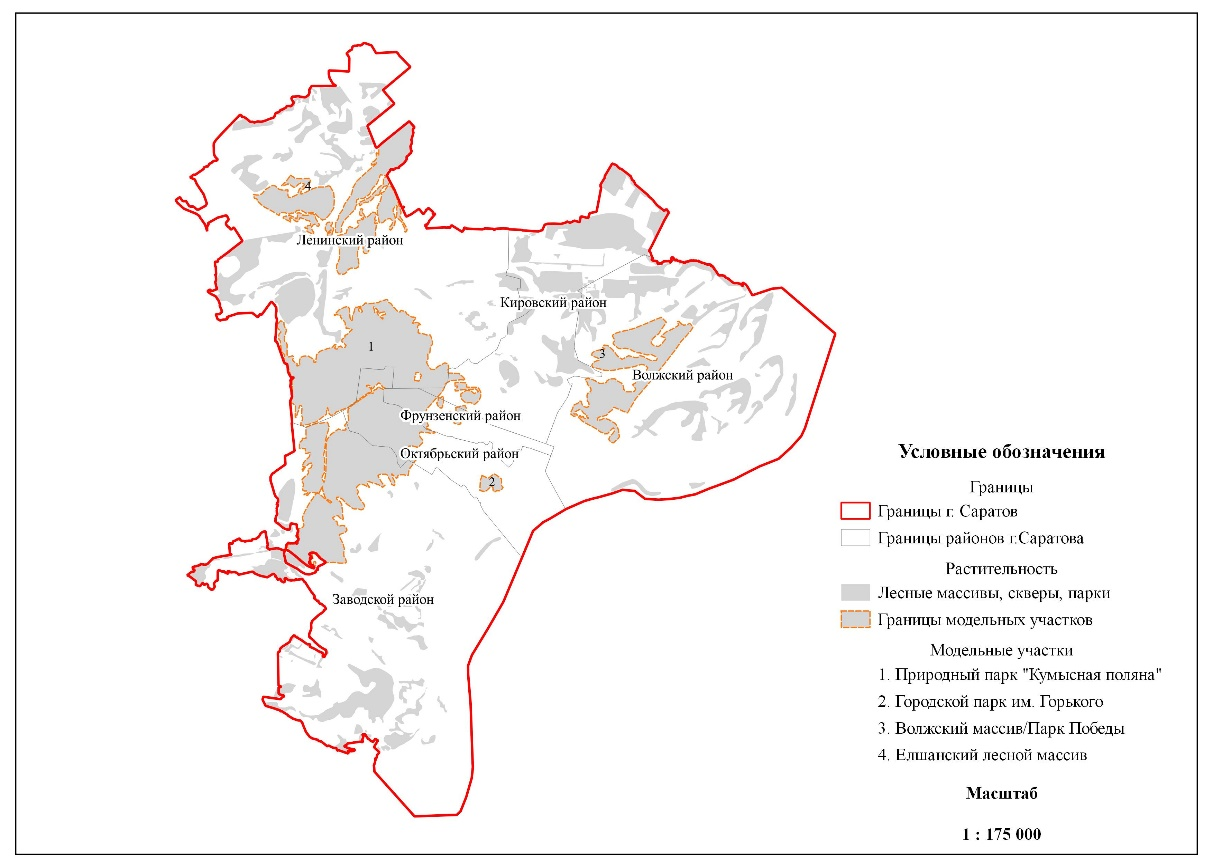 4
Ленинский район
Кировский район
1
3
Волжский район
Фрунзенский район
Октябрьский район
2
Заводской район
Условные обозначения
Границы
Границы г. Саратов
Границы районов г.Саратова
Растительность
Лесные массивы, скверы, парки
Границы модельных участков
Модельные участки
1. Природный парк "Кумысная поляна"
2. Городской парк им. Горького
3. Волжский массив/Парк Победы
4. Елшанский лесной массив
Масштаб
1 : 175 000